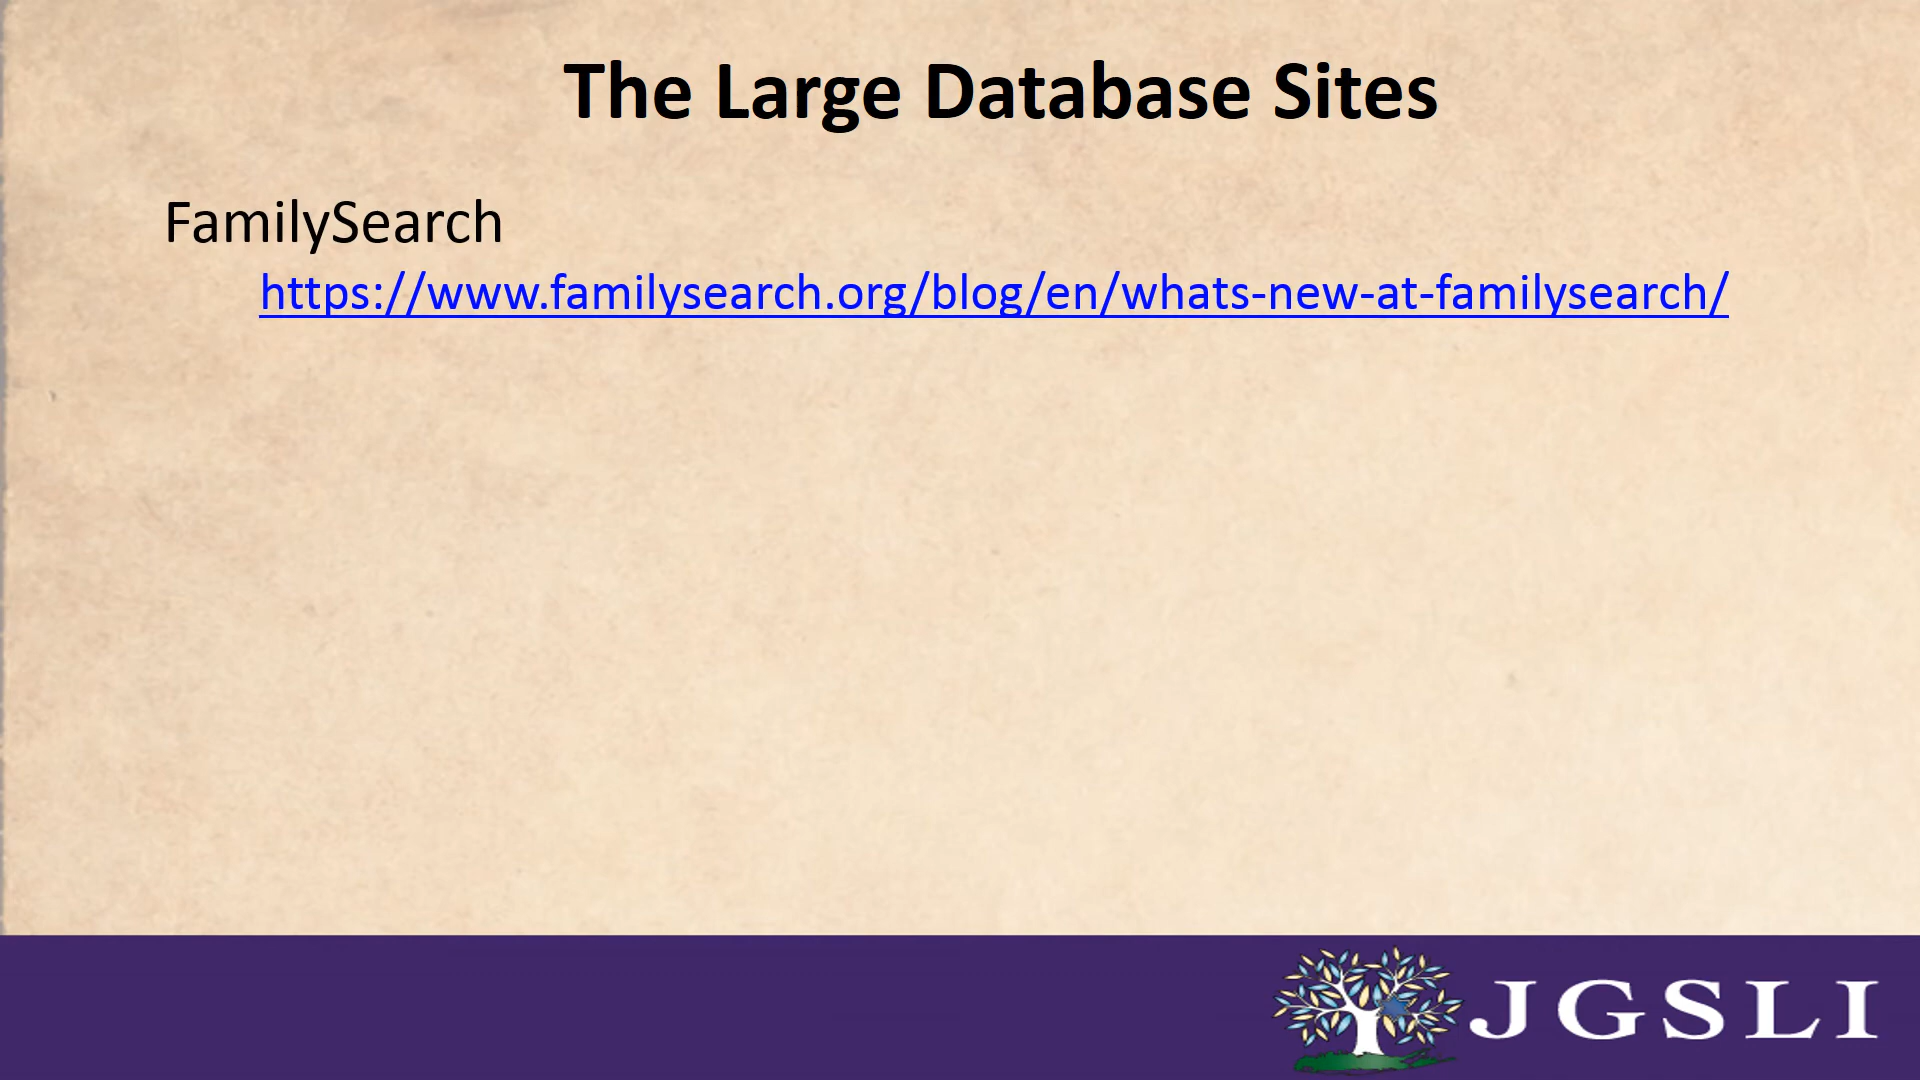 The Large Database Sites
FamilySearch
https://www.familysearch.org/blog/en/whats-new-at-familysearch/
JGSLI